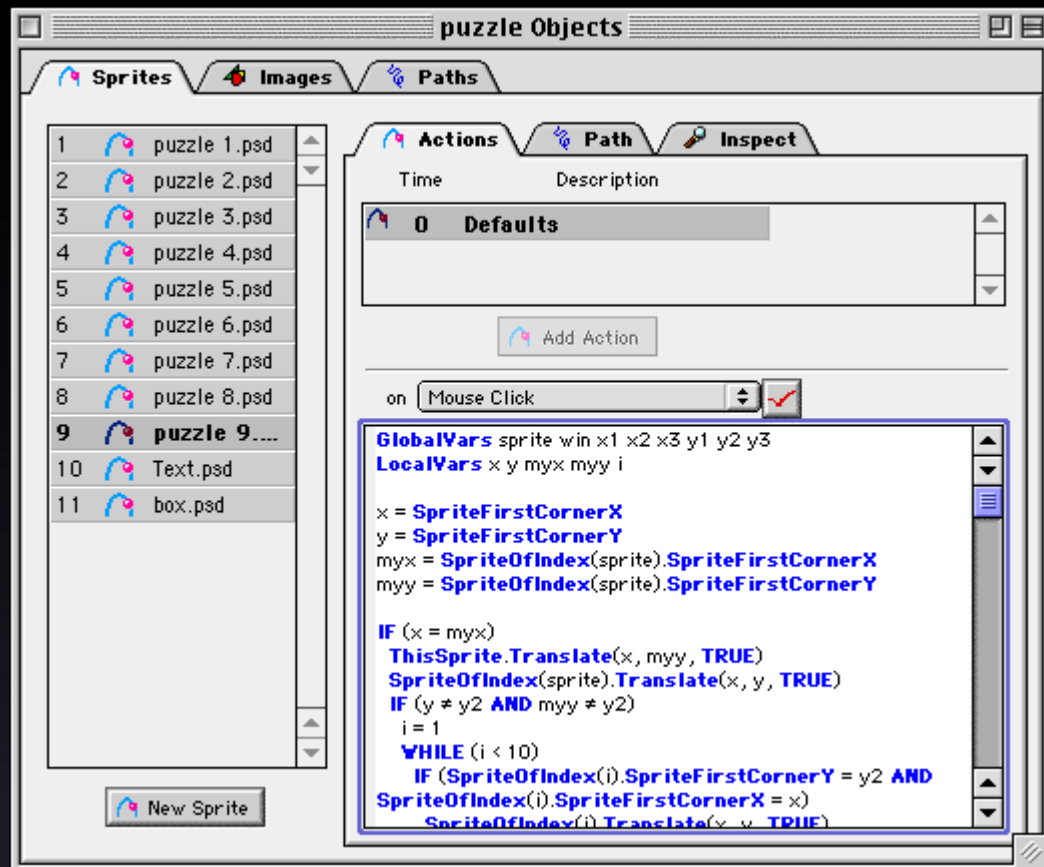 puzzle Objects
Sprites Images Paths
1 puzzle 1.psd
2 puzzle 2.psd
3 puzzle 3.psd
4 puzzle 4.psd
5 puzzle 5.psd
6 puzzle 6.psd
7 puzzle 7.psd
8 puzzle 8.psd
9 puzzle 9....
10 Text.psd
11 box.psd
New Sprite
Actions Path Inspect
Time Description
0 Defaults
Add Action
on Mouse Click
GlobalVars sprite win x1 x2 x3 y1 y2 y3
LocalVars x y myx myy i
x = SpriteFirstCornerX
y = SpriteFirstCornerY
myx = SpriteOfIndex(sprite).SpriteFirstCornerX
myy = SpriteOfIndex(sprite).SpriteFirstCornerY
IF (x = myx)
ThisSprite.Translate(x, myy, TRUE)
SpriteOfIndex(sprite).Translate(x, y, TRUE)
IF (y ≠ y2 AND myy ≠ y2)
i = 1
WHILE (i < 10)
IF (SpriteOfIndex(i).SpriteFirstCornerY = y2 AND
SpriteOfIndex(i).SpriteFirstCornerX = x)
SpriteOfIndex(i).Translate(x, y, TRUE)